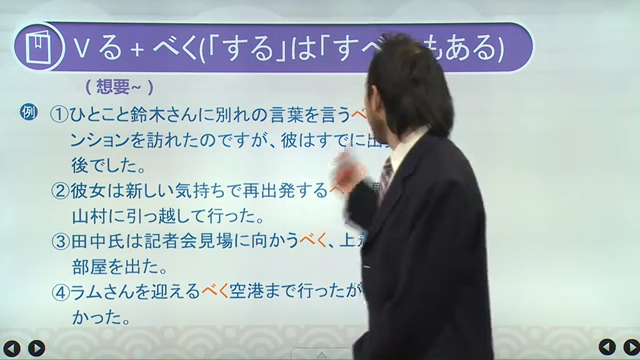 Vる＋べく(「する」は「すべ もある)
(想要~)
例 ①ひとこと鈴木さんに別れの言葉を言うべ
ンションを訪れたのですが、彼はすでに出
後でした。
②彼女は新しい気持ちで再出発するべ
山村に引っ越して行った。
③田中氏は記者会見場に向かうべく、上
部屋を出た。
④ラムさんを迎えるべく空港まで行ったが
かった。